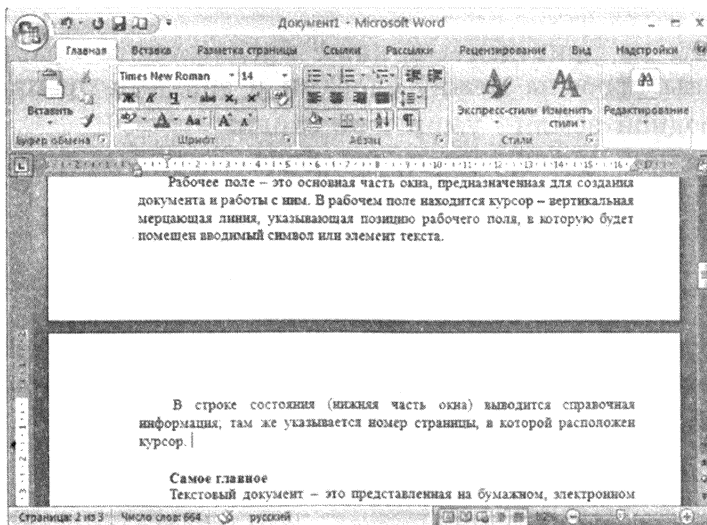 Документ1 - Microsoft Word
Главная Вставка Разметка страницы Ссылки Рассылки Рецензирование Вид Надстройки
Times New Roman 14
Вставить
Экспресс-стили Изменить стили Редактирование
Буфер обмена Шрифт Абзац Стили
Рабочее поле – это основная часть окна, предназначенная для создания
документа и работы с ним. В рабочем поле находится курсор – вертикальная
мерцающая линия, указывающая позицию рабочего поля, в которую будет
помещен вводимый символ или элемент текста.
В строке состояния (нижняя часть окна) выводится справочная
информация; там же указывается номер страницы, в которой расположен
курсор.
Самое главное
Текстовый документ – это представленная на бумажном, электронном
Страница: 2 из 3 Число слов: 664 русский 92%